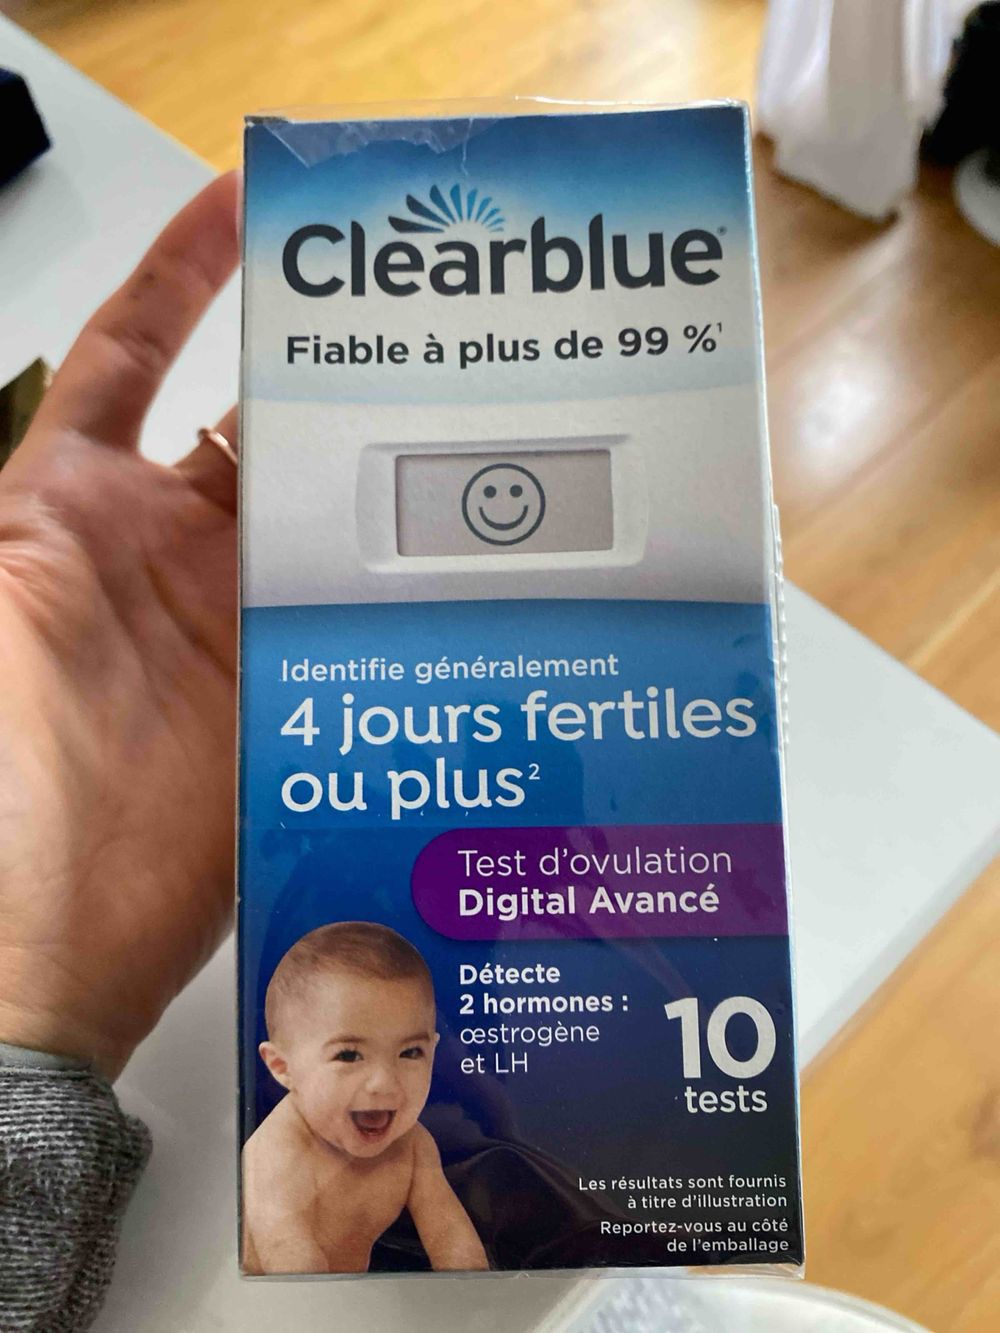 Clearblue®
Fiable à plus de 99 %¹
Identifie généralement
4 jours fertiles
ou plus²
Test d'ovulation
Digital Avancé
Détecte
2 hormones :
œstrogène
et LH
10
tests
Les résultats sont fournis
à titre d'illustration
Reportez-vous au côté
de l'emballage